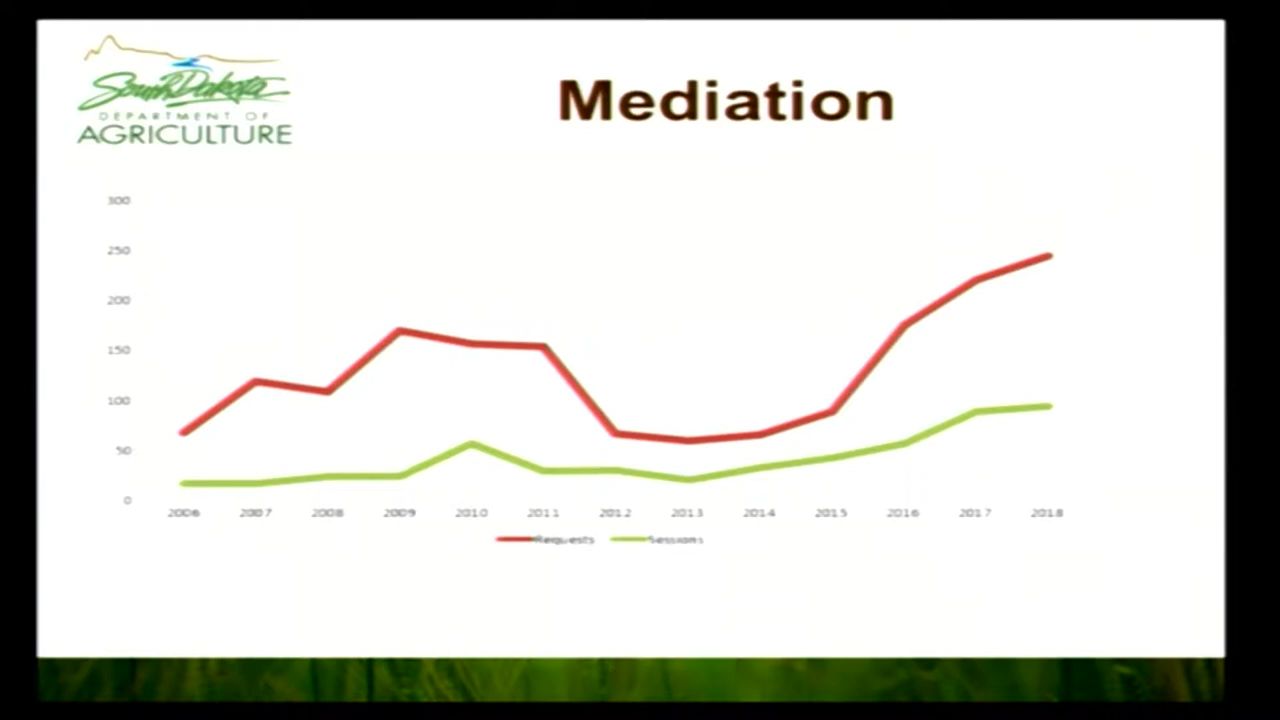 South Dakota
DEPARTMENT OF
AGRICULTURE
Mediation
300
250
200
150
100
50
0
2006 2007 2008 2009 2010 2011 2012 2013 2014 2015 2016 2017 2018
Requests Sessions